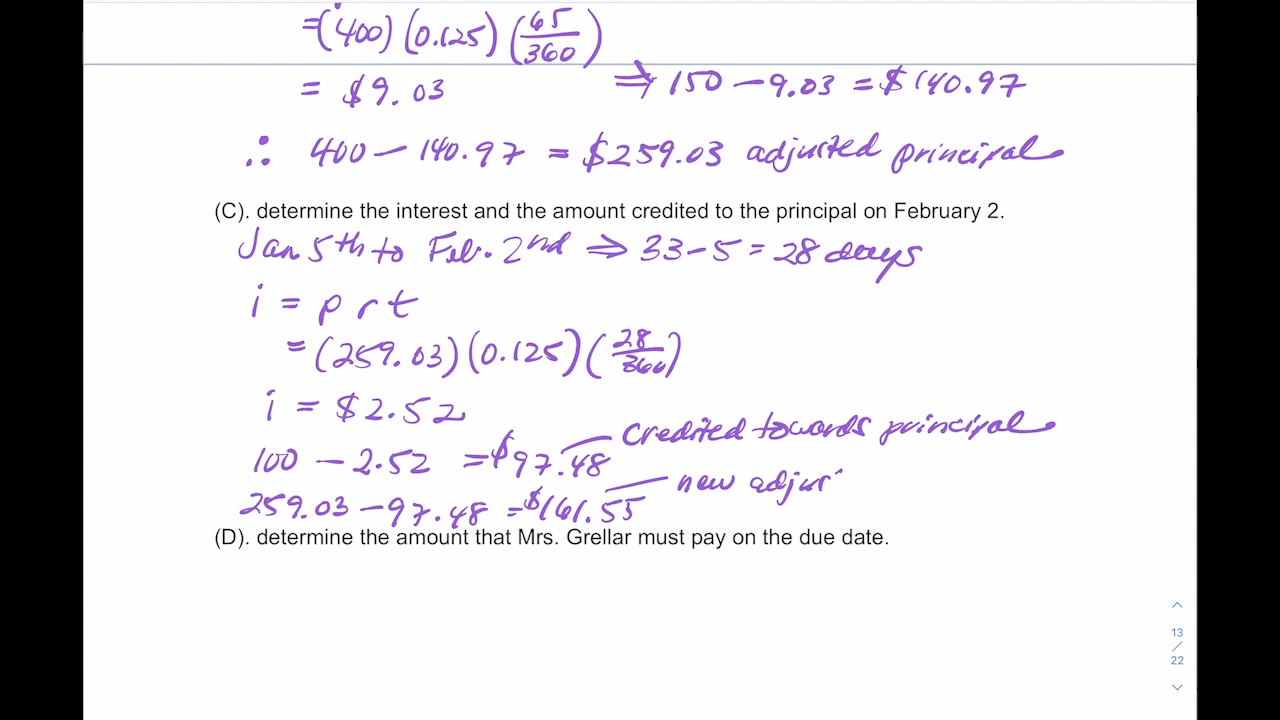 =(400)(0.125)(65/360)
= $9.03 ⇒ 150 - 9.03 = $140.97
∴ 400 - 140.97 = $259.03 adjusted principal
(C). determine the interest and the amount credited to the principal on February 2.
Jan 5th to Feb. 2nd ⇒ 33-5 = 28 days
i = p r t
= (259.03)(0.125)(28/360)
i = $2.52
100 - 2.52 = $97.48 credited towards principal
259.03 - 97.48 = $161.55 new adjus
(D). determine the amount that Mrs. Grellar must pay on the due date.
13
/
22